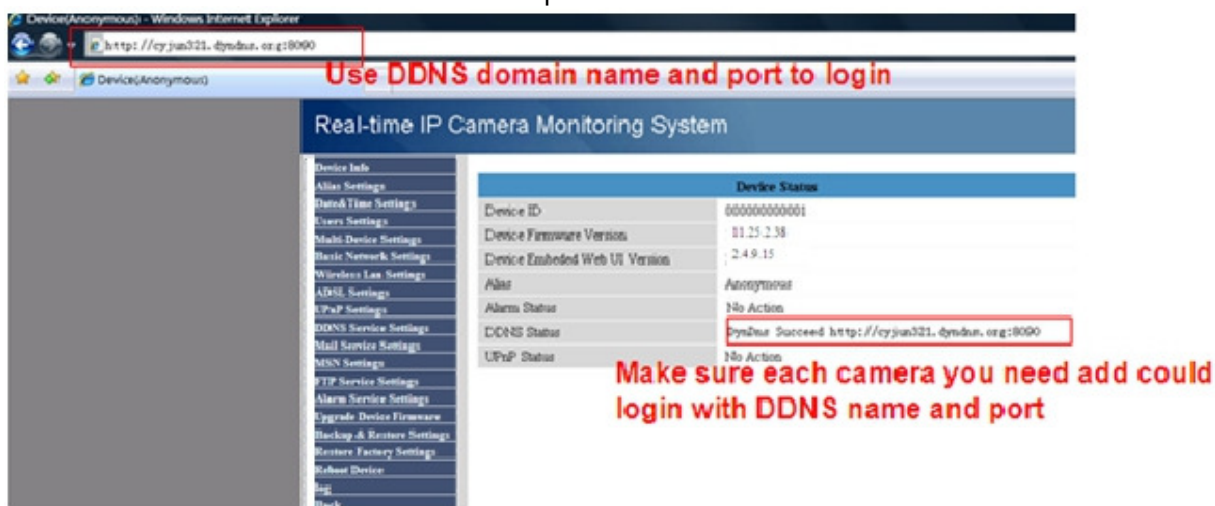 Device(Anonymous) - Windows Internet Explorer
http://cyjun321.dyndns.org:8090
Device(Anonymous)
Use DDNS domain name and port to login
Real-time IP Camera Monitoring System
Device Info
Alias Settings
Date&Time Settings
Users Settings
Multi-Device Settings
Basic Network Settings
Wireless Lan Settings
ADSL Settings
UPnP Settings
DDNS Service Settings
Mail Service Settings
MSN Settings
FTP Service Settings
Alarm Service Settings
Upgrade Device Firmware
Backup & Restore Settings
Restore Factory Settings
Reboot Device
log
Back
Device Status
Device ID 000000000001
Device Firmware Version 11.25.2.38
Device Embeded Web UI Version 2.4.9.15
Alias Anonymous
Alarm Status No Action
DDNS Status DynDns Succeed http://cyjun321.dyndns.org:8090
UPnP Status No Action
Make sure each camera you need add could
login with DDNS name and port